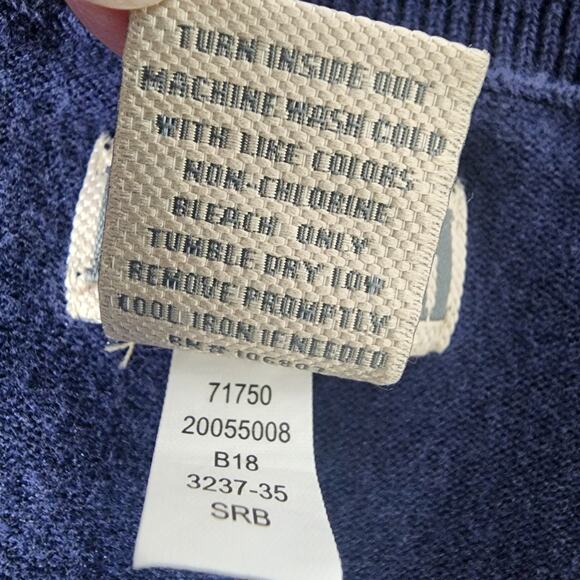 TURN INSIDE OUT
MACHINE WASH COLD
WITH LIKE COLORS
NON-CHLORINE
BLEACH ONLY
TUMBLE DRY LOW
REMOVE PROMPTLY
COOL IRON IF NEEDED
RN #
71750
20055008
B18
3237-35
SRB